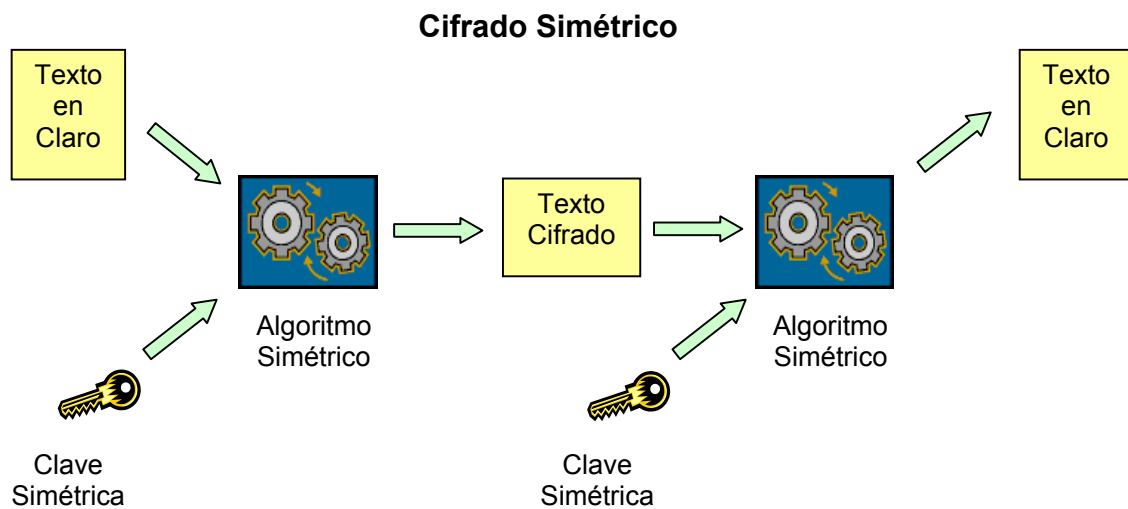 Cifrado Simétrico
Texto
en
Claro
Texto
en
Claro
Texto
Cifrado
Algoritmo
Simétrico
Algoritmo
Simétrico
Clave
Simétrica
Clave
Simétrica